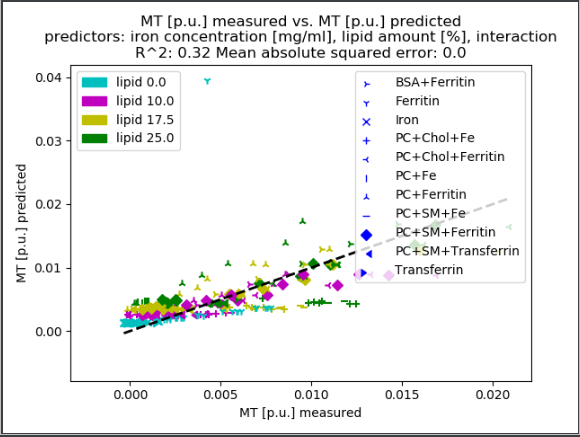 MT [p.u.] measured vs. MT [p.u.] predicted
predictors: iron concentration [mg/ml], lipid amount [%], interaction
R^2: 0.32 Mean absolute squared error: 0.0
0.04
0.03
0.02
0.01
0.00
MT [p.u.] predicted
lipid 0.0
lipid 10.0
lipid 17.5
lipid 25.0
BSA+Ferritin
Ferritin
Iron
PC+Chol+Fe
PC+Chol+Ferritin
PC+Fe
PC+Ferritin
PC+SM+Fe
PC+SM+Ferritin
PC+SM+Transferrin
Transferrin
0.000
0.005
0.010
0.015
0.020
MT [p.u.] measured